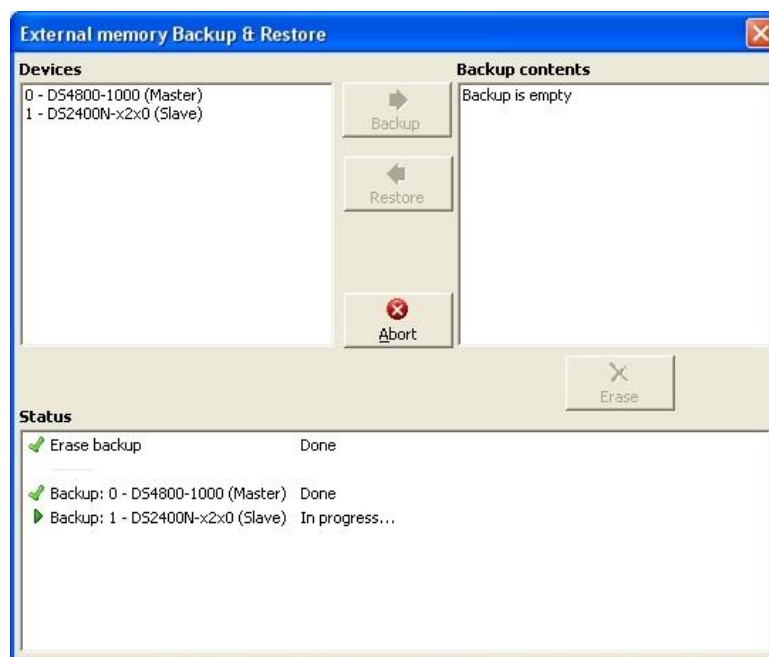 External memory Backup & Restore
Devices
0 - DS4800-1000 (Master)
1 - DS2400N-x2x0 (Slave)
Backup
Restore
Abort
Backup contents
Backup is empty
Erase
Status
Erase backup Done
Backup: 0 - DS4800-1000 (Master) Done
Backup: 1 - DS2400N-x2x0 (Slave) In progress...